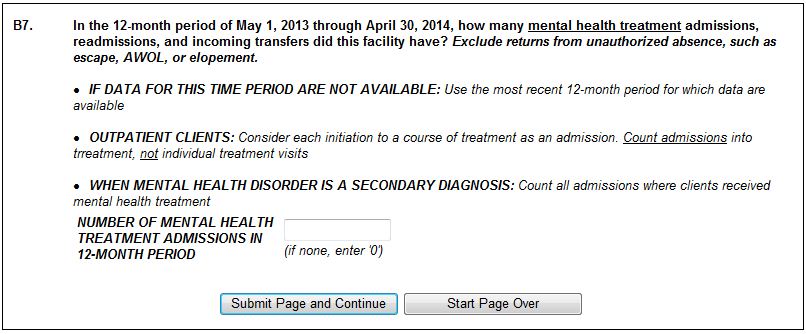 B7. In the 12-month period of May 1, 2013 through April 30, 2014, how many mental health treatment admissions,
readmissions, and incoming transfers did this facility have? Exclude returns from unauthorized absence, such as
escape, AWOL, or elopement.
• IF DATA FOR THIS TIME PERIOD ARE NOT AVAILABLE: Use the most recent 12-month period for which data are
available
• OUTPATIENT CLIENTS: Consider each initiation to a course of treatment as an admission. Count admissions into
trreatment, not individual treatment visits
• WHEN MENTAL HEALTH DISORDER IS A SECONDARY DIAGNOSIS: Count all admissions where clients received
mental health treatment
NUMBER OF MENTAL HEALTH
TREATMENT ADMISSIONS IN
12-MONTH PERIOD
(if none, enter '0')
Submit Page and Continue
Start Page Over